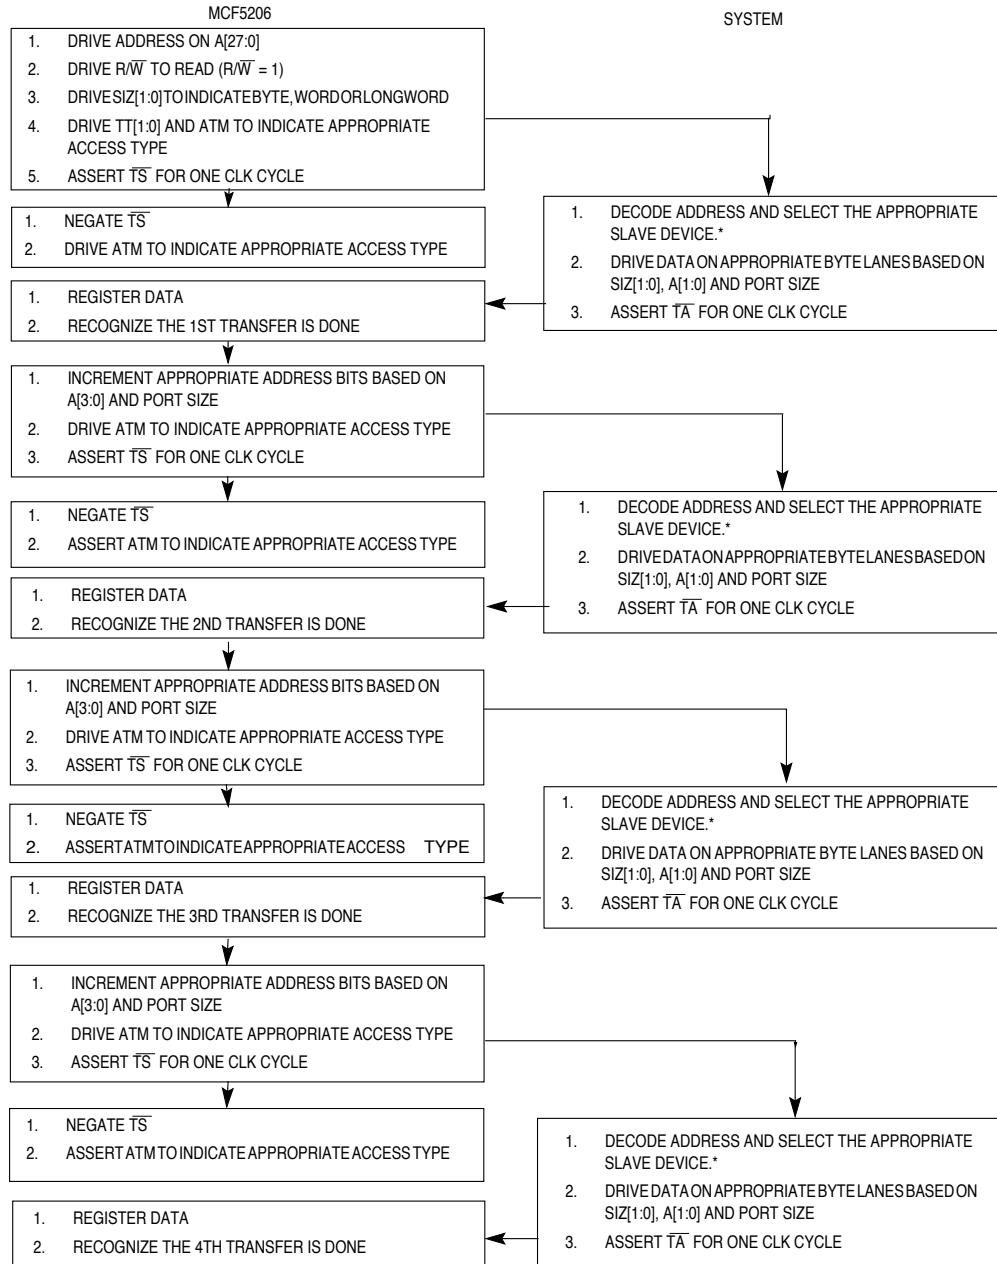 MCF5206
SYSTEM
1. DRIVE ADDRESS ON A[27:0]
2. DRIVE R/W̅ TO READ (R/W̅ = 1)
3. DRIVE SIZ[1:0] TO INDICATE BYTE, WORD OR LONGWORD
4. DRIVE TT[1:0] AND ATM TO INDICATE APPROPRIATE
ACCESS TYPE
5. ASSERT T̅S̅ FOR ONE CLK CYCLE
1. NEGATE T̅S̅
2. DRIVE ATM TO INDICATE APPROPRIATE ACCESS TYPE
1. DECODE ADDRESS AND SELECT THE APPROPRIATE
SLAVE DEVICE.*
2. DRIVE DATA ON APPROPRIATE BYTE LANES BASED ON
SIZ[1:0], A[1:0] AND PORT SIZE
3. ASSERT T̅A̅ FOR ONE CLK CYCLE
1. REGISTER DATA
2. RECOGNIZE THE 1ST TRANSFER IS DONE
1. INCREMENT APPROPRIATE ADDRESS BITS BASED ON
A[3:0] AND PORT SIZE
2. DRIVE ATM TO INDICATE APPROPRIATE ACCESS TYPE
3. ASSERT T̅S̅ FOR ONE CLK CYCLE
1. NEGATE T̅S̅
2. ASSERT ATM TO INDICATE APPROPRIATE ACCESS TYPE
1. DECODE ADDRESS AND SELECT THE APPROPRIATE
SLAVE DEVICE.*
2. DRIVE DATA ON APPROPRIATE BYTE LANES BASED ON
SIZ[1:0], A[1:0] AND PORT SIZE
3. ASSERT T̅A̅ FOR ONE CLK CYCLE
1. REGISTER DATA
2. RECOGNIZE THE 2ND TRANSFER IS DONE
1. INCREMENT APPROPRIATE ADDRESS BITS BASED ON
A[3:0] AND PORT SIZE
2. DRIVE ATM TO INDICATE APPROPRIATE ACCESS TYPE
3. ASSERT T̅S̅ FOR ONE CLK CYCLE
1. NEGATE T̅S̅
2. ASSERT ATM TO INDICATE APPROPRIATE ACCESS TYPE
1. DECODE ADDRESS AND SELECT THE APPROPRIATE
SLAVE DEVICE.*
2. DRIVE DATA ON APPROPRIATE BYTE LANES BASED ON
SIZ[1:0], A[1:0] AND PORT SIZE
3. ASSERT T̅A̅ FOR ONE CLK CYCLE
1. REGISTER DATA
2. RECOGNIZE THE 3RD TRANSFER IS DONE
1. INCREMENT APPROPRIATE ADDRESS BITS BASED ON
A[3:0] AND PORT SIZE
2. DRIVE ATM TO INDICATE APPROPRIATE ACCESS TYPE
3. ASSERT T̅S̅ FOR ONE CLK CYCLE
1. NEGATE T̅S̅
2. ASSERT ATM TO INDICATE APPROPRIATE ACCESS TYPE
1. DECODE ADDRESS AND SELECT THE APPROPRIATE
SLAVE DEVICE.*
2. DRIVE DATA ON APPROPRIATE BYTE LANES BASED ON
SIZ[1:0], A[1:0] AND PORT SIZE
3. ASSERT T̅A̅ FOR ONE CLK CYCLE
1. REGISTER DATA
2. RECOGNIZE THE 4TH TRANSFER IS DONE